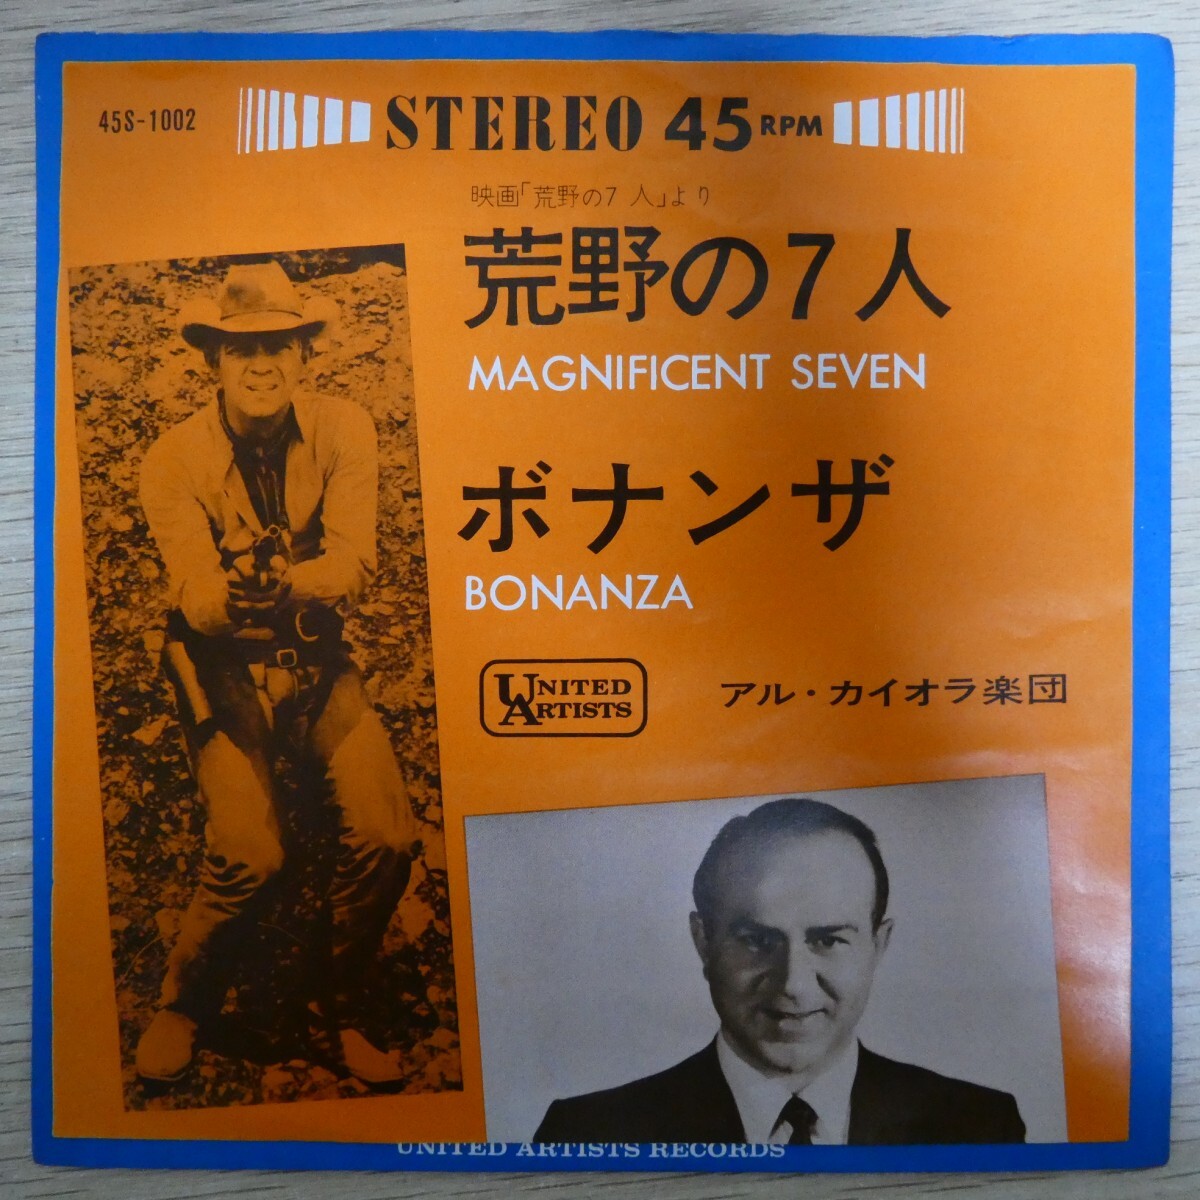 45S-1002
STEREO 45 RPM
映画「荒野の7 人」より
荒野の7人
MAGNIFICENT SEVEN
ボナンザ
BONANZA
UNITED ARTISTS
アル・カイオラ楽団
UNITED ARTISTS RECORDS